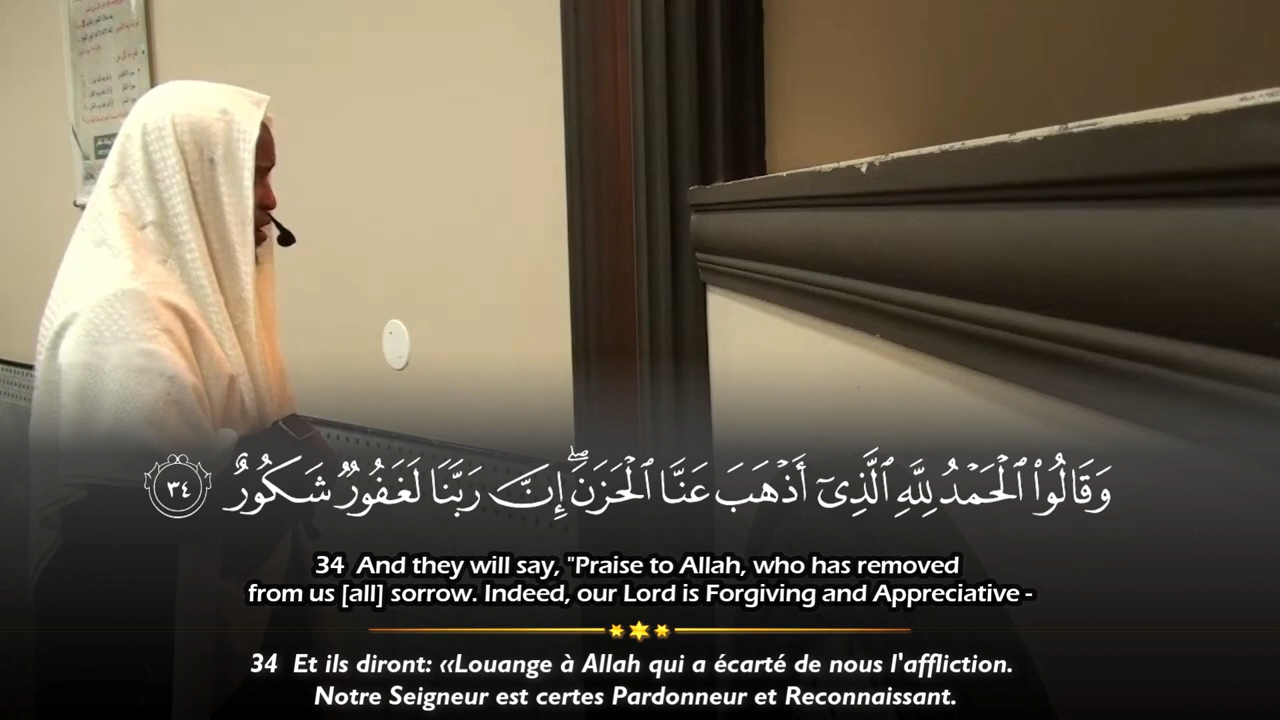 وَقَالُوا۟ ٱلْحَمْدُ لِلَّهِ ٱلَّذِىٓ أَذْهَبَ عَنَّا ٱلْحَزَنَ ۖ إِنَّ رَبَّنَا لَغَفُورٌۭ شَكُورٌ ٣٤
34 And they will say, "Praise to Allah, who has removed
from us [all] sorrow. Indeed, our Lord is Forgiving and Appreciative -
34 Et ils diront: «Louange à Allah qui a écarté de nous l'affliction.
Notre Seigneur est certes Pardonneur et Reconnaissant.